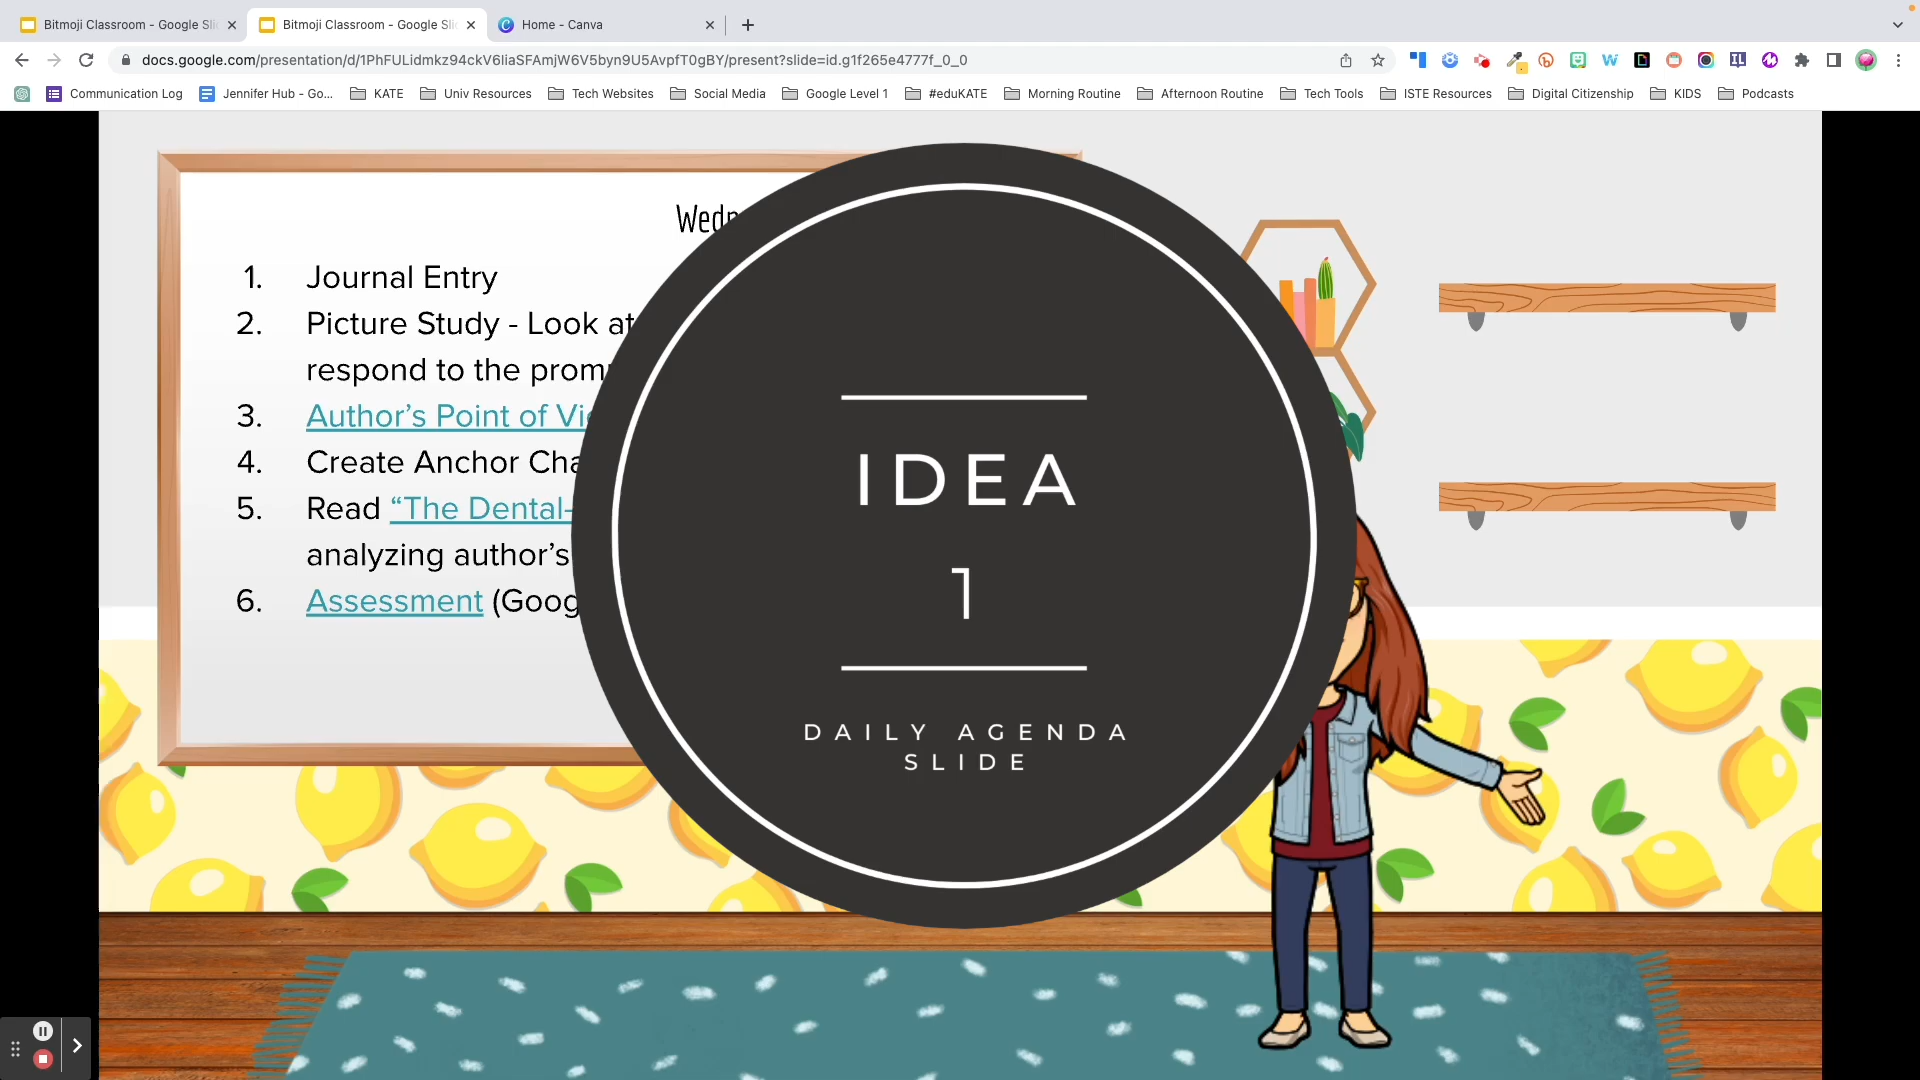 Bitmoji Classroom - Google Sli
Bitmoji Classroom - Google Sli
Home - Canva
docs.google.com/presentation/d/1PhFULidmkz94ckV6IiaSFAmjW6V5byn9U5AvpfT0gBY/present?slide=id.g1f265e4777f_0_0
Communication Log
Jennifer Hub - Go...
KATE
Univ Resources
Tech Websites
Social Media
Google Level 1
#eduKATE
Morning Routine
Afternoon Routine
Tech Tools
ISTE Resources
Digital Citizenship
KIDS
Podcasts
Wedn
1. Journal Entry
2. Picture Study - Look at
respond to the prom
3. Author’s Point of Vie
4. Create Anchor Cha
5. Read “The Dental-
analyzing author’s
6. Assessment (Goog
IDEA
1
DAILY AGENDA
SLIDE